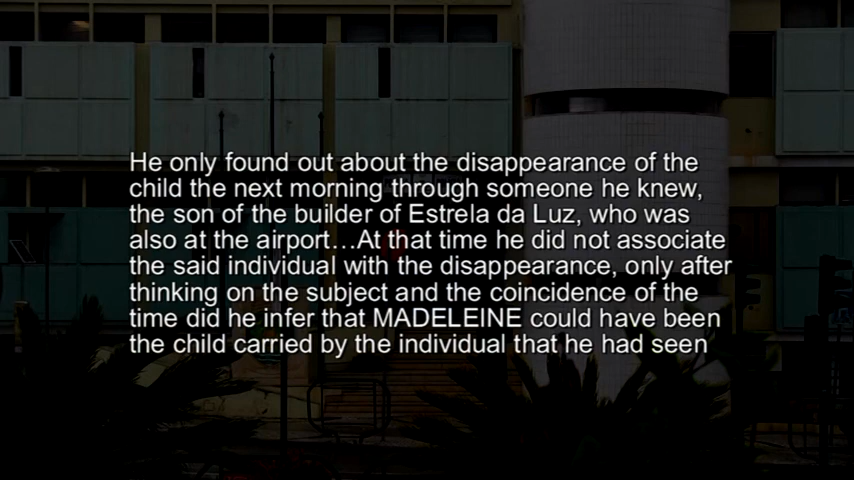 He only found out about the disappearance of the
child the next morning through someone he knew,
the son of the builder of Estrela da Luz, who was
also at the airport…At that time he did not associate
the said individual with the disappearance, only after
thinking on the subject and the coincidence of the
time did he infer that MADELEINE could have been
the child carried by the individual that he had seen